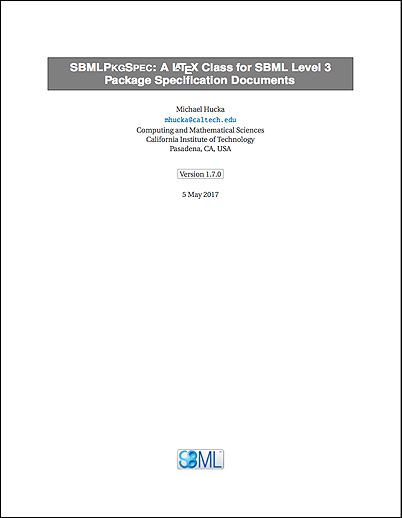 SBMLPKGSPEC: A LATEX Class for SBML Level 3
Package Specification Documents
Michael Hucka
mhucka@caltech.edu
Computing and Mathematical Sciences
California Institute of Technology
Pasadena, CA, USA
Version 1.7.0
5 May 2017
SBML